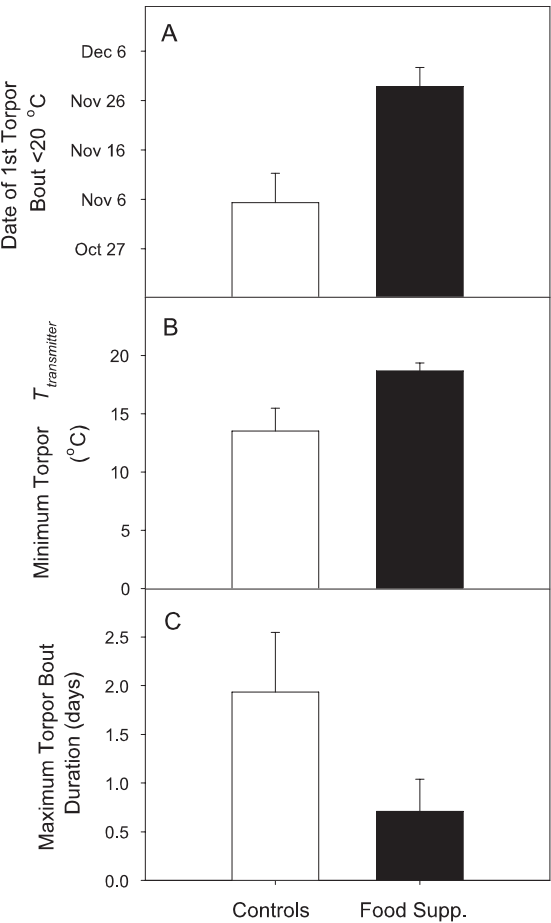 A
Date of 1st Torpor
Bout <20 °C
Dec 6
Nov 26
Nov 16
Nov 6
Oct 27
B
Minimum Torpor T transmitter
(°C)
20
15
10
5
0
C
Maximum Torpor Bout
Duration (days)
2.5
2.0
1.5
1.0
0.5
0.0
Controls Food Supp.